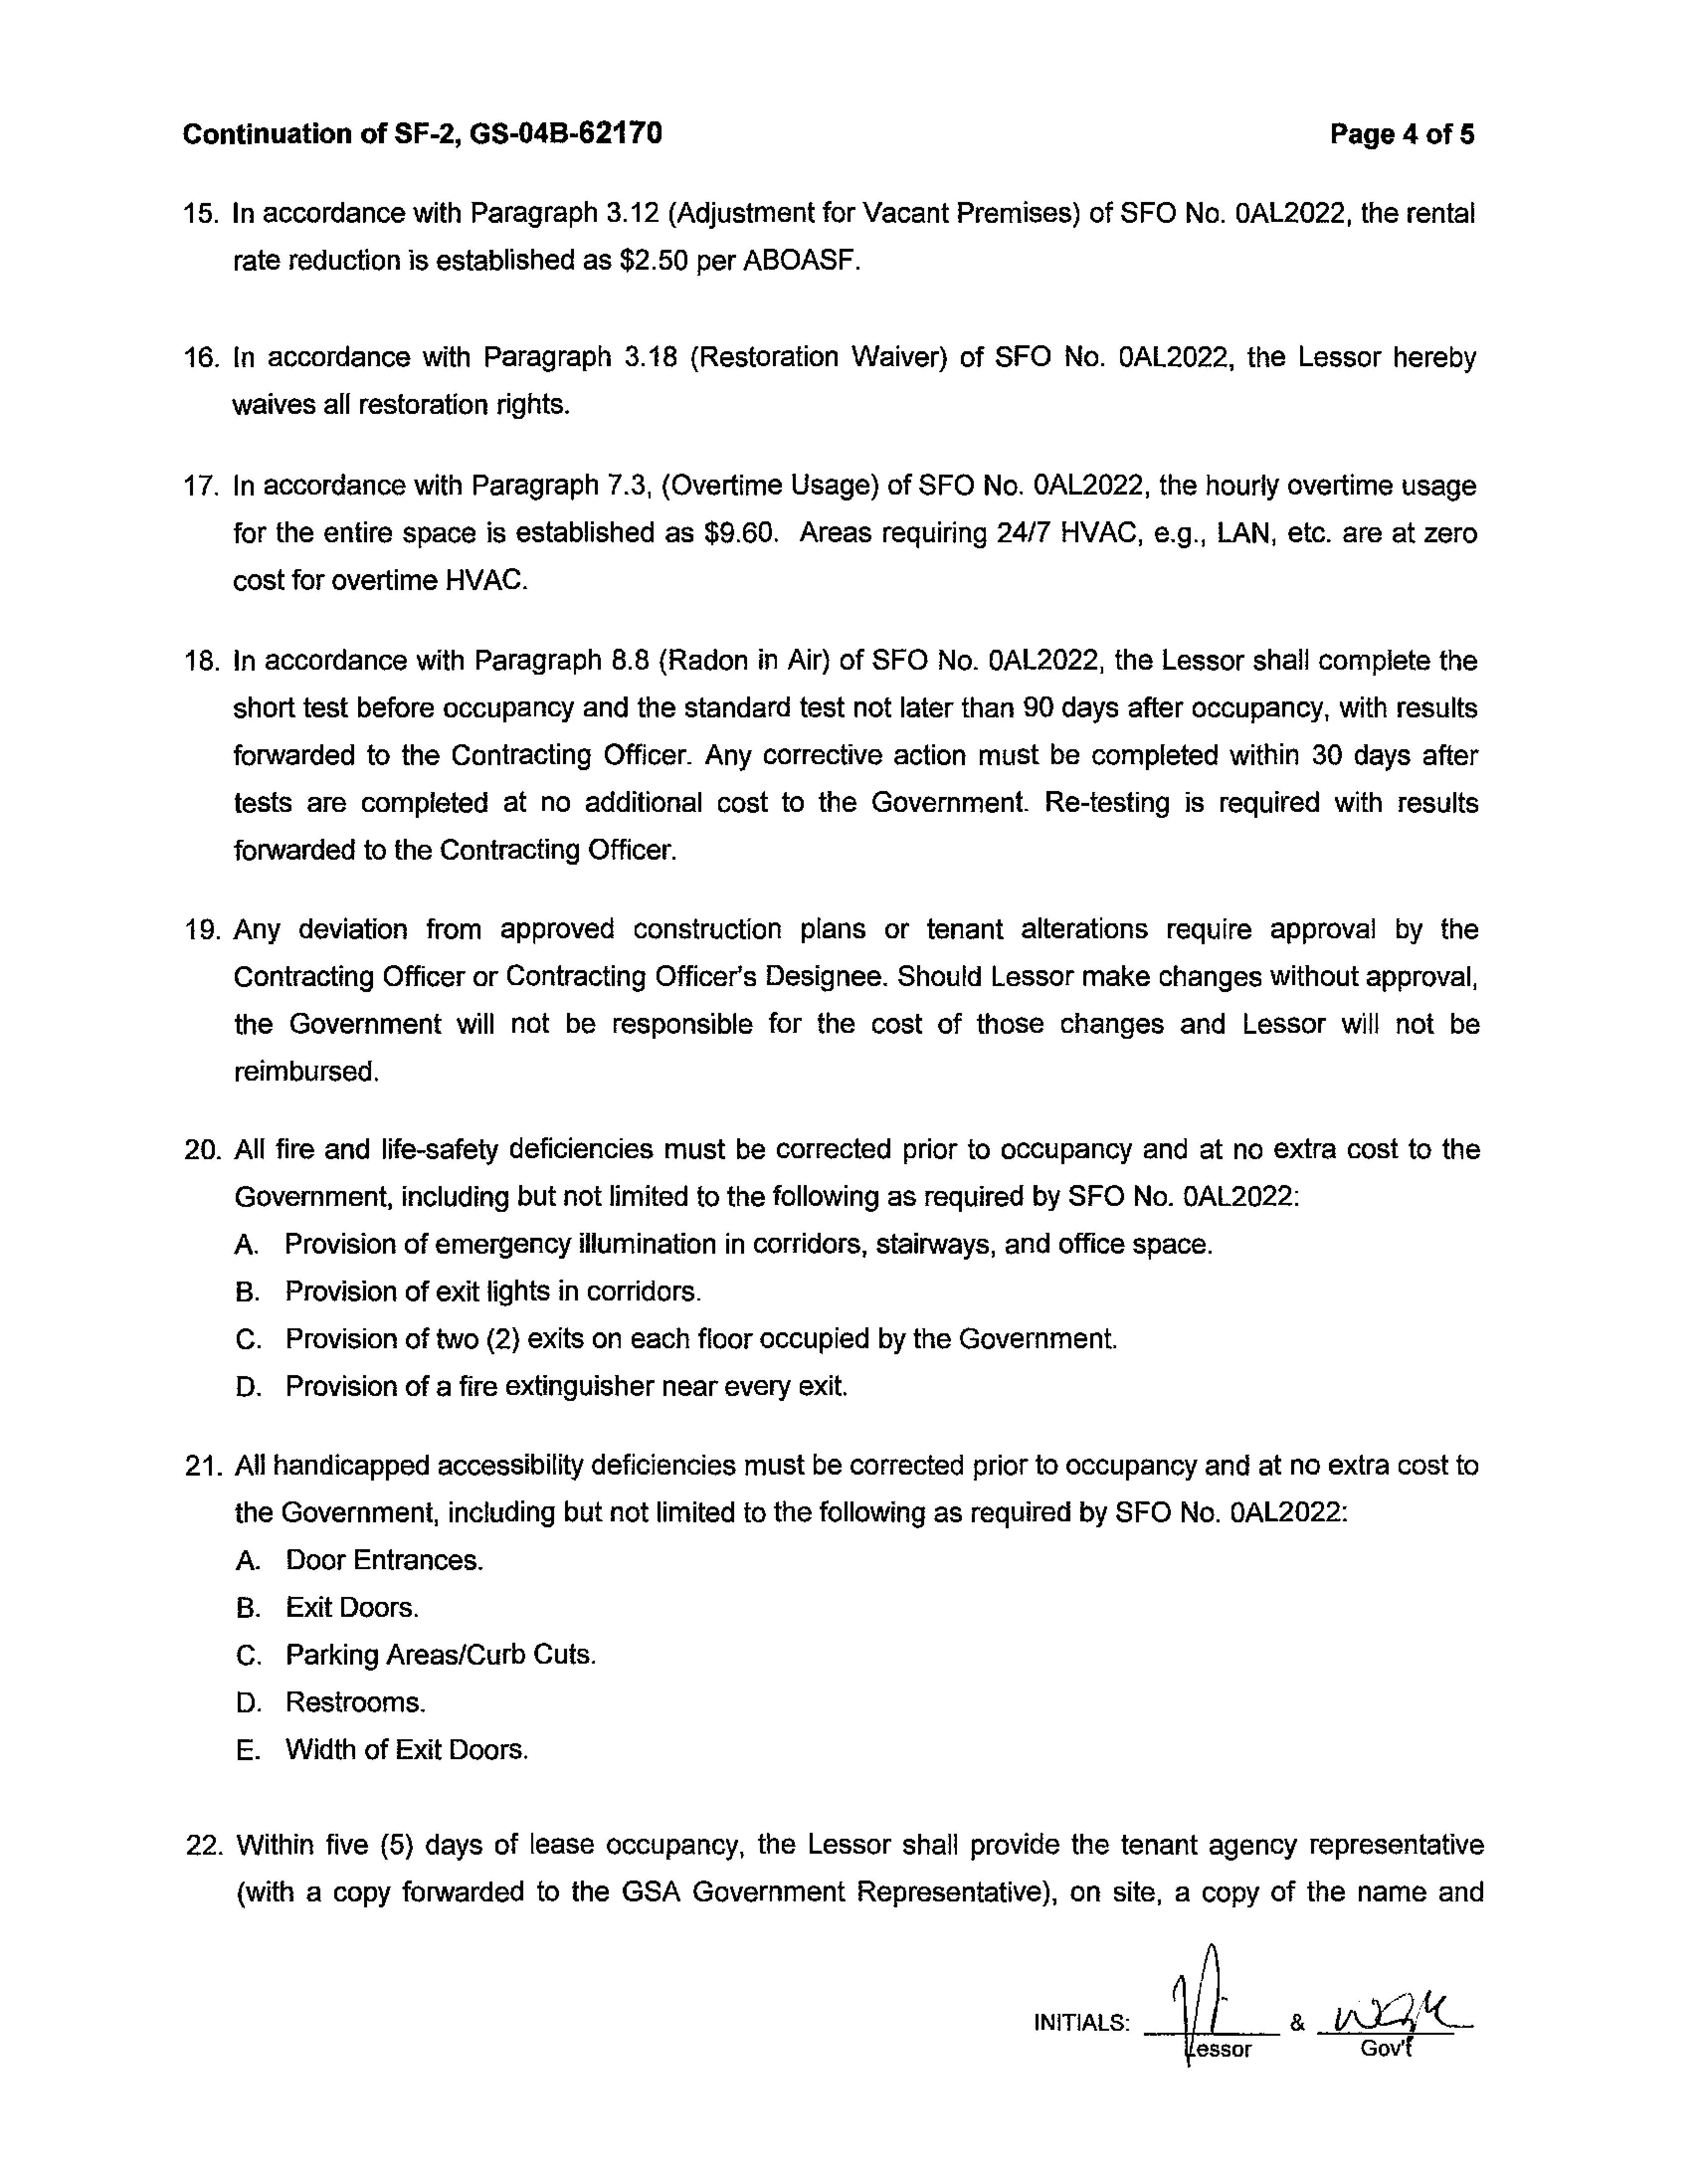 Continuation of SF-2, GS-04B-62170 Page 4 of 5
15. In accordance with Paragraph 3.12 (Adjustment for Vacant Premises) of SFO No. 0AL2022, the rental
rate reduction is established as $2.50 per ABOASF.
16. In accordance with Paragraph 3.18 (Restoration Waiver) of SFO No. 0AL2022, the Lessor hereby
waives all restoration rights.
17. In accordance with Paragraph 7.3, (Overtime Usage) of SFO No. 0AL2022, the hourly overtime usage
for the entire space is established as $9.60. Areas requiring 24/7 HVAC, e.g., LAN, etc. are at zero
cost for overtime HVAC.
18. In accordance with Paragraph 8.8 (Radon in Air) of SFO No. 0AL2022, the Lessor shall complete the
short test before occupancy and the standard test not later than 90 days after occupancy, with results
forwarded to the Contracting Officer. Any corrective action must be completed within 30 days after
tests are completed at no additional cost to the Government. Re-testing is required with results
forwarded to the Contracting Officer.
19. Any deviation from approved construction plans or tenant alterations require approval by the
Contracting Officer or Contracting Officer's Designee. Should Lessor make changes without approval,
the Government will not be responsible for the cost of those changes and Lessor will not be
reimbursed.
20. All fire and life-safety deficiencies must be corrected prior to occupancy and at no extra cost to the
Government, including but not limited to the following as required by SFO No. 0AL2022:
A. Provision of emergency illumination in corridors, stairways, and office space.
B. Provision of exit lights in corridors.
C. Provision of two (2) exits on each floor occupied by the Government.
D. Provision of a fire extinguisher near every exit.
21. All handicapped accessibility deficiencies must be corrected prior to occupancy and at no extra cost to
the Government, including but not limited to the following as required by SFO No. 0AL2022:
A. Door Entrances.
B. Exit Doors.
C. Parking Areas/Curb Cuts.
D. Restrooms.
E. Width of Exit Doors.
22. Within five (5) days of lease occupancy, the Lessor shall provide the tenant agency representative
(with a copy forwarded to the GSA Government Representative), on site, a copy of the name and
INITIALS: &
Lessor Gov't